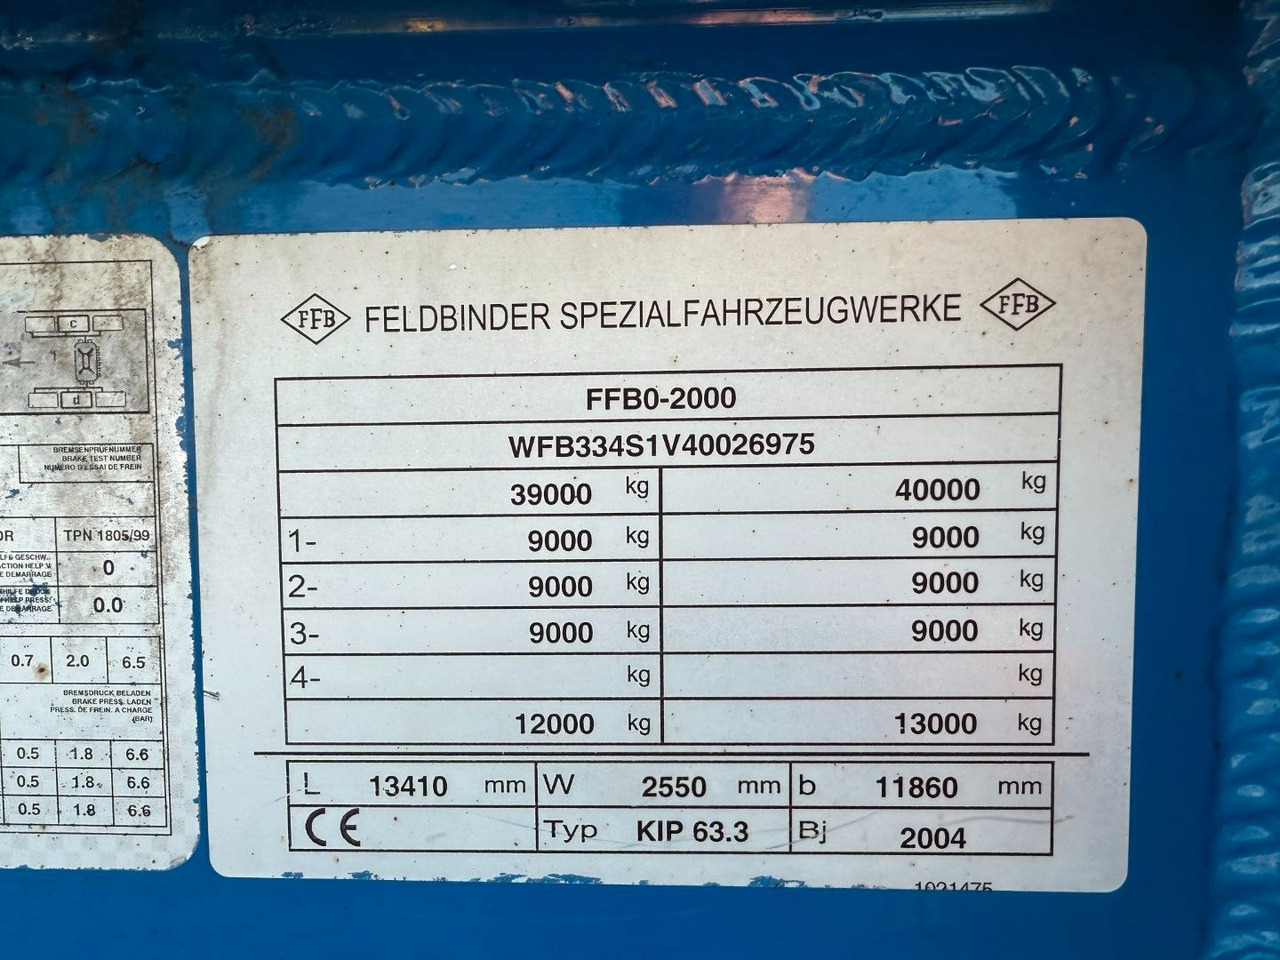 FFB FELDBINDER SPEZIALFAHRZEUGWERKE FFB
FFB0-2000
WFB334S1V40026975
39000 kg 40000 kg
1- 9000 kg 9000 kg
2- 9000 kg 9000 kg
3- 9000 kg 9000 kg
4- kg kg
12000 kg 13000 kg
L 13410 mm W 2550 mm b 11860 mm
CE Typ KIP 63.3 Bj 2004
1021475
c
1
d
BREMSENPRÜFNUMMER
BRAKE TEST NUMBER
NUMÉRO D'ESSAI DE FREIN
TPN 1805/99
0
0.0
0.7 2.0 6.5
BREMSDRUCK BELADEN
BRAKE PRESS. LADEN
PRESS. DE FREIN. A CHARGE
(BAR)
0.5 1.8 6.6
0.5 1.8 6.6
0.5 1.8 6.6